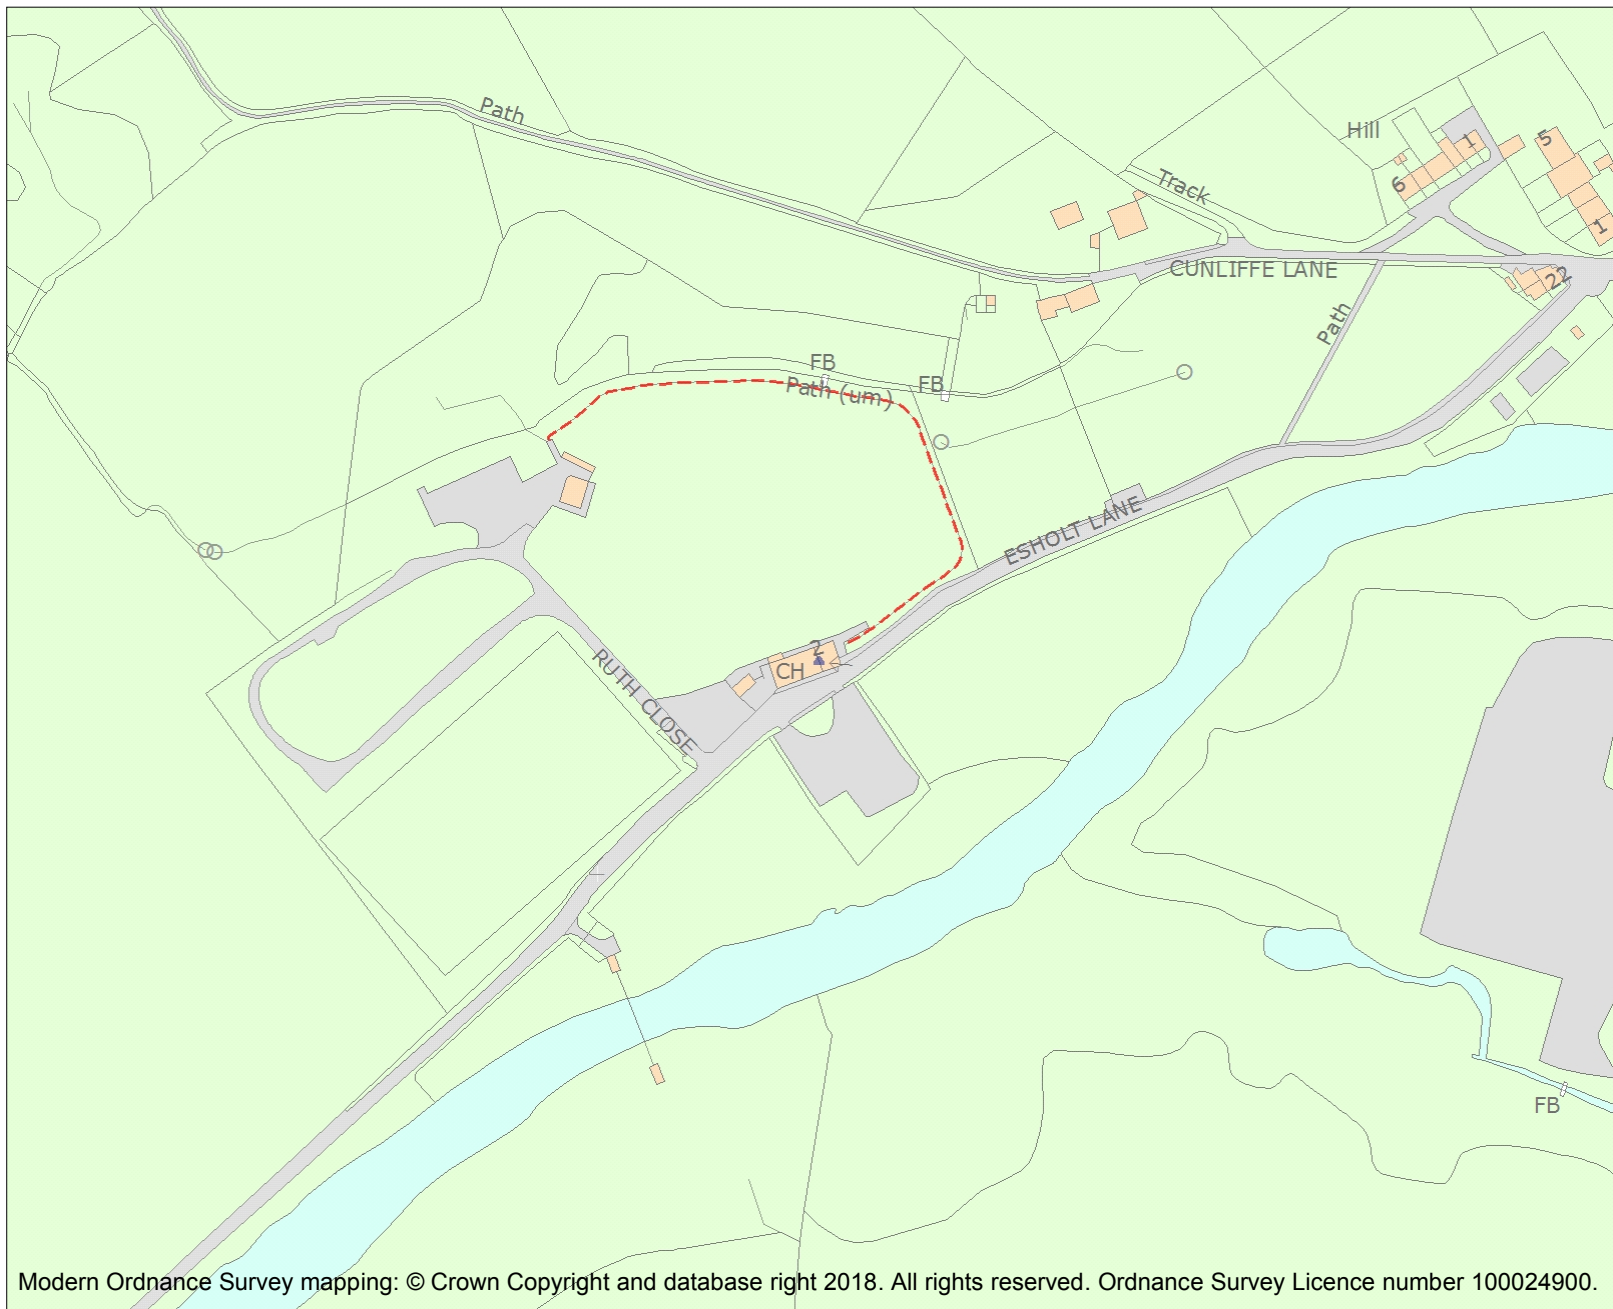 Path
Hill
1
5
6
Track
1
CUNLIFFE LANE
22
Path
FB
FB
Path (um)
ESHOLT LANE
2
CH
RUTH CLOSE
FB
Modern Ordnance Survey mapping: © Crown Copyright and database right 2018. All rights reserved. Ordnance Survey Licence number 100024900.